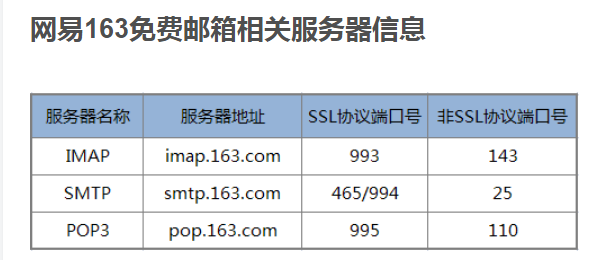 网易163免费邮箱相关服务器信息
服务器名称 服务器地址 SSL协议端口号 非SSL协议端口号
IMAP imap.163.com 993 143
SMTP smtp.163.com 465/994 25
POP3 pop.163.com 995 110